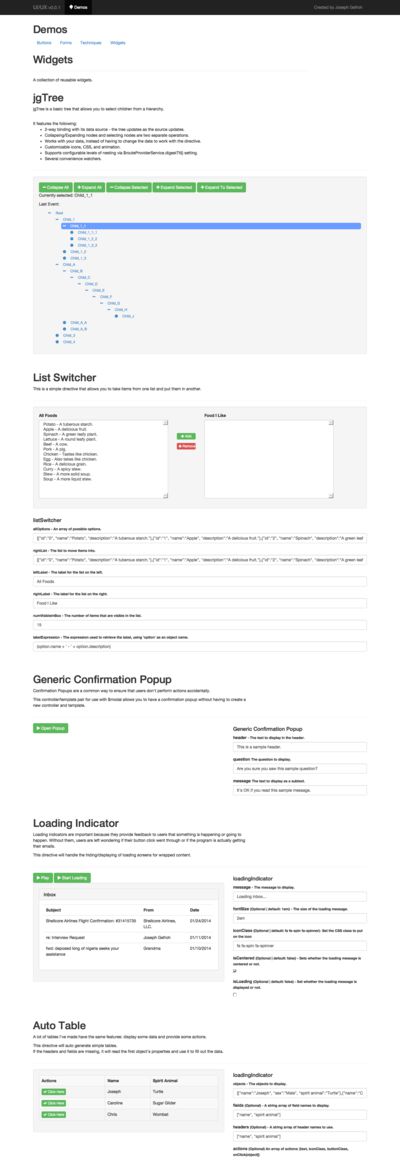 UI/UX v0.0.1
Demos
Created by Joseph Gefroh
Demos
Buttons Forms Techniques Widgets
Widgets
A collection of reusable widgets.
jgTree
jgTree is a basic tree that allows you to select children from a hierarchy.
It features the following:
2-way binding with its data source - the tree updates as the source updates.
Collapsing/Expanding nodes and selecting nodes are two separate operations.
Works with your data, instead of having to change the data to work with the directive.
Customizable icons, CSS, and animation.
Supports configurable levels of nesting via $rootProvider
Several convenience watchers.
Collapse All Expand All Collapse Selected Expand Selected Expand To Selected
Currently selected: Child_1_1
Last Event:
Root
Child_1
Child_1_1
Child_1_1_1
Child_1_1_2
Child_1_1_3
Child_1_2
Child_1_3
Child_A
Child_B
Child_C
Child_D
Child_E
Child_F
Child_G
Child_H
Child_J
Child_A_A
Child_A_B
Child_3
Child_4
List Switcher
This is a simple directive that allows you to take items from one list and put them in another.
All Foods
Potato - A tuberous starch.
Apple - A delicious fruit.
Spinach - A green leafy plant.
Lettuce - A round leafy plant.
Beef - A cow.
Pork - A pig.
Chicken - Tastes like chicken.
Egg - Also tastes like chicken.
Rice - A delicious grain.
Curry - A spicy stew.
Stew - A more solid soup.
Soup - A more liquid stew.
Add
Remove
Food I Like
listSwitcher
allOptions - An array of possible options.
[{"id":"0", "name":"Potato", "description":"A tuberous starch."},{"id":"1", "name":"Apple", "description":"A delicious fruit."},{"id":"2", "name":"Spinach", "description":"A green leaf
rightList - The list to move items into.
[{"id":"0", "name":"Potato", "description":"A tuberous starch."},{"id":"1", "name":"Apple", "description":"A delicious fruit."},{"id":"2", "name":"Spinach", "description":"A green leaf
leftLabel - The label for the list on the left.
All Foods
rightLabel - The label for the list on the right.
Food I Like
numVisibleInBox - The number of items that are visible in the list.
15
labelExpression - The expression used to retrieve the label, using 'option' as an object name.
(option.name + ' - ' + option.description)
Generic Confirmation Popup
Confirmation Popups are a common way to ensure that users don't perform actions accidentally.
This controller/template pair for use with $modal allows you to have a confirmation popup without having to create a
new controller and template.
Open Popup
Generic Confirmation Popup
header - The text to display in the header.
This is a sample header.
question The question to display.
Are you sure you saw this sample question?
message The text to display as a subtext.
It's OK if you read this sample message.
Loading Indicator
Loading indicators are important because they provide feedback to users that something is happening or going to
happen. Without them, users are left wondering if their button click went through or if the program is actually getting
their emails.
This directive will handle the hiding/displaying of loading screens for wrapped content.
Play Start Loading
Inbox
Subject From Date
Shellcore Airlines Flight Confirmation: #31415739 Shellcore Airlines, LLC. 01/24/2014
re: Interview Request Joseph Gefroh 01/11/2014
fwd: deposed king of nigeria seeks your assistance Grandma 01/10/2014
loadingIndicator
message - The message to display.
Loading Inbox...
fontSize (Optional | default: 1em) - The size of the loading message.
2em
iconClass (Optional | default: fa fa-spin fa-spinner): Set the CSS class to put
on the icon
fa fa-spin fa-spinner
isCentered (Optional | default: false) - Sets whether the loading message is
centered or not.
isLoading (Optional | default: false) - Set whether the loading message is
displayed or not.
Auto Table
A lot of tables I've made have the same features: display some data and provide some actions.
This directive will auto generate simple tables.
If the headers and fields are missing, it will read the first object's properties and use it to fill out the data.
Actions Name Spirit Animal
Click Here Joseph Turtle
Click Here Caroline Sugar Glider
Click Here Chris Wombat
loadingIndicator
objects - The objects to display.
[{"name":"Joseph", "sex":"Male", "spirit animal":"Turtle"},{"name":"C
fields (Optional) - A string array of field names to display.
["name", "spirit animal"]
headers (Optional) - A string array of header names to use.
["name", "spirit animal"]
actions (Optional) An array of actions: {text, iconClass, buttonClass,
onClick(object)}